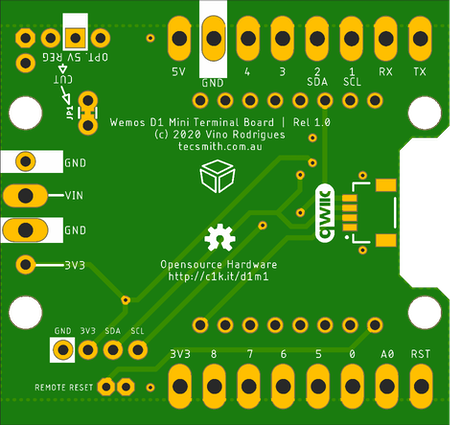 OPT. 5V REG
CUT
JP1
5V GND 4 3 2 1 RX TX
SDA SCL
Wemos D1 Mini Terminal Board | Rel 1.0
(c) 2020 Vino Rodrigues
tecsmith.com.au
GND
VIN
GND
3V3
qwiic
Opensource Hardware
http://c1k.it/d1m1
GND 3V3 SDA SCL
3V3 8 7 6 5 0 A0 RST
REMOTE RESET